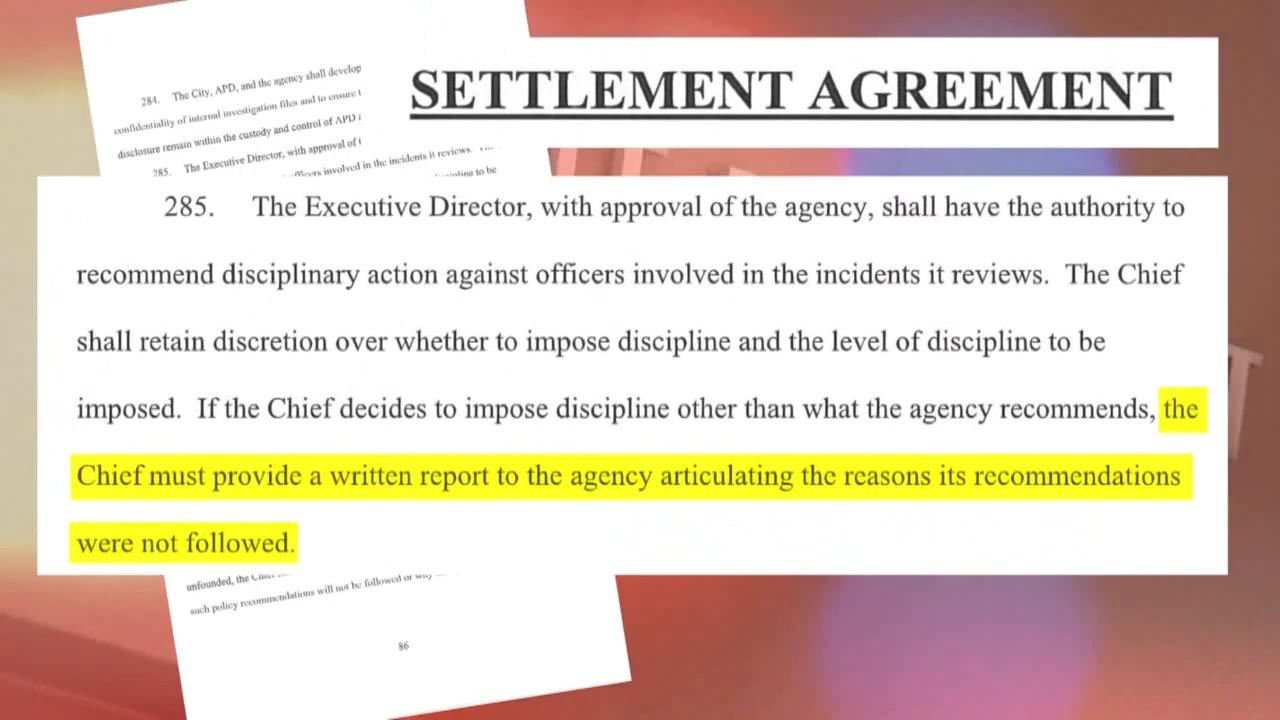 284. The City, APD, and the agency shall develop
confidentiality of internal investigation files and to ensure
disclosure remain within the custody and control of APD
285. The Executive Director, with approval of
officers involved in the incidents it reviews.
to be
SETTLEMENT AGREEMENT
285. The Executive Director, with approval of the agency, shall have the authority to
recommend disciplinary action against officers involved in the incidents it reviews. The Chief
shall retain discretion over whether to impose discipline and the level of discipline to be
imposed. If the Chief decides to impose discipline other than what the agency recommends, the
Chief must provide a written report to the agency articulating the reasons its recommendations
were not followed.
unfounded, the
such policy recommendations will not be followed or
86